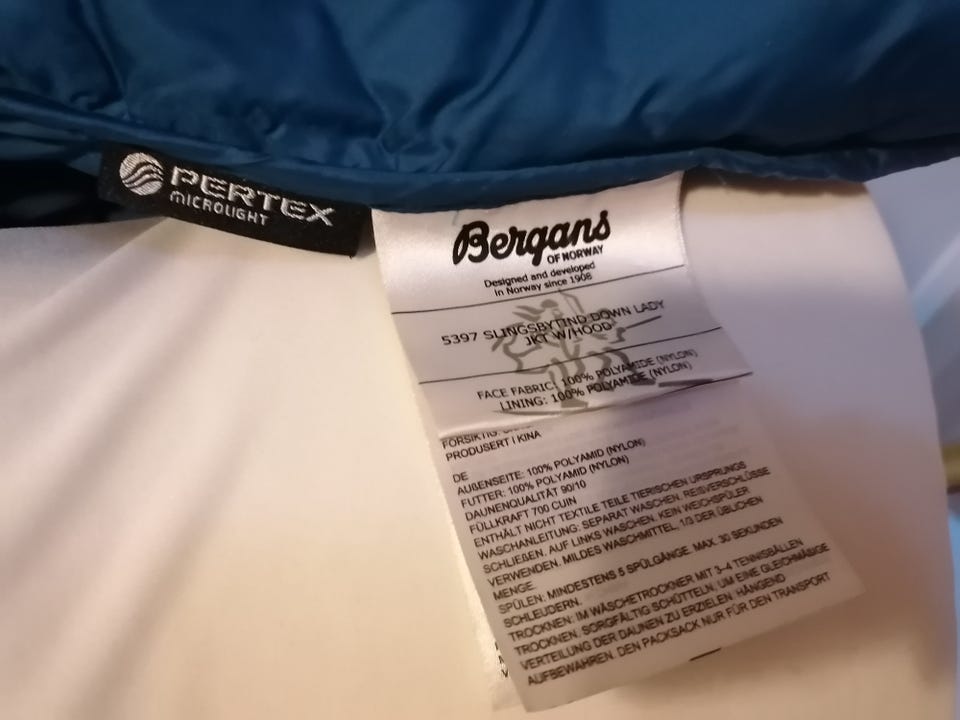 PERTEX
MICROLIGHT
Bergans
OF NORWAY
Designed and developed
in Norway since 1908
5397 SLINGSBYTIND DOWN LADY
JKT W/HOOD
FACE FABRIC: 100% POLYAMIDE (NYLON)
LINING: 100% POLYAMIDE (NYLON)
FORSIKTIG.
PRODUSERT I KINA
DE
AUßENSEITE: 100% POLYAMID (NYLON)
FUTTER: 100% POLYAMID (NYLON)
DAUNENQUALITÄT 90/10
FÜLLKRAFT 700 CUIN
ENTHÄLT NICHT TEXTILE TEILE TIERISCHEN URSPRUNGS
WASCHANLEITUNG: SEPARAT WASCHEN. REISVERSCHLÜSSE
SCHLIEßEN. AUF LINKS WASCHEN. KEIN WEICHSPÜLER
VERWENDEN. MILDES WASCHMITTEL. 1/3 DER ÜBLICHEN
MENGE.
SPÜLEN: MINDESTENS 5 SPÜLGÄNGE. MAX. 30 SEKUNDEN
SCHLEUDERN.
TROCKNEN: IM WÄSCHETROCKNER MIT 3–4 TENNISBÄLLEN
TROCKNEN. SORGFÄLTIG SCHÜTTELN, UM EINE GLEICHMÄßIGE
VERTEILUNG DER DAUNEN ZU ERZIELEN. HÄNGEND
AUFBEWAHREN. DEN PACKSACK NUR FÜR DEN TRANSPORT